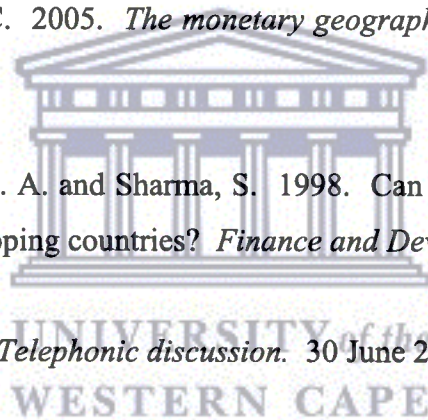 C. 2005. The monetary geograph
. A. and Sharma, S. 1998. Can
oping countries? Finance and Dev
UNIVERSITY of the
Telephonic discussion. 30 June 2
WESTERN CAPE